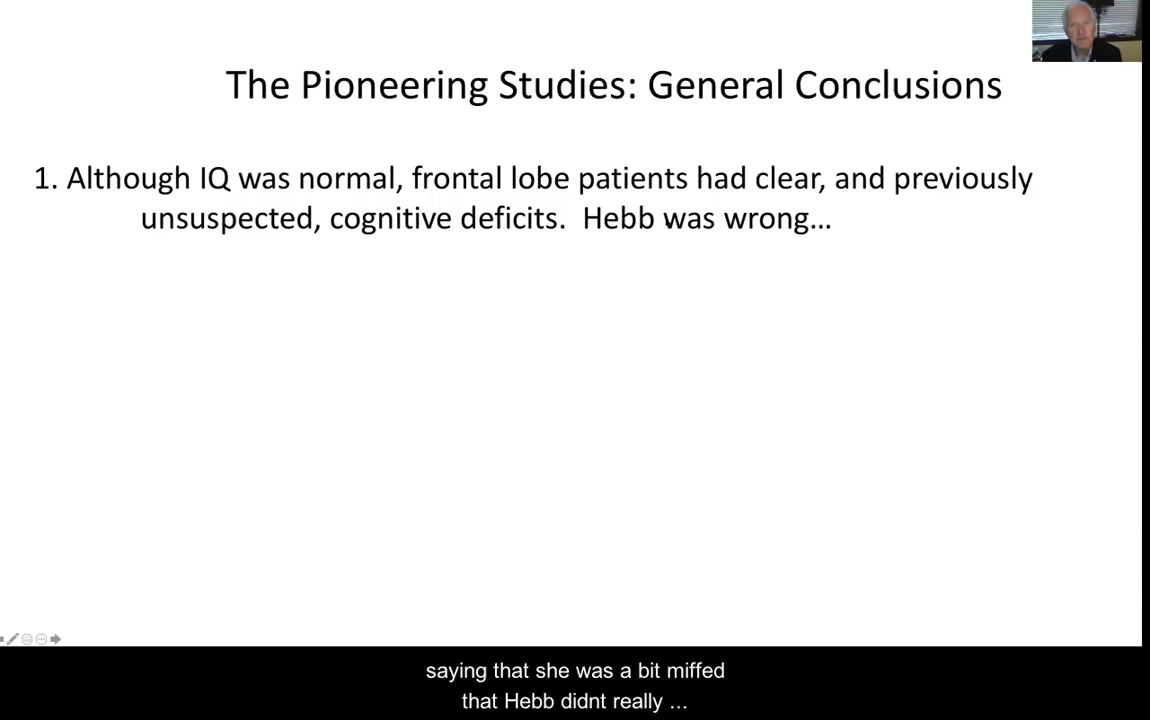 The Pioneering Studies: General Conclusions
1. Although IQ was normal, frontal lobe patients had clear, and previously
unsuspected, cognitive deficits.  Hebb was wrong…
saying that she was a bit miffed
that Hebb didnt really ...